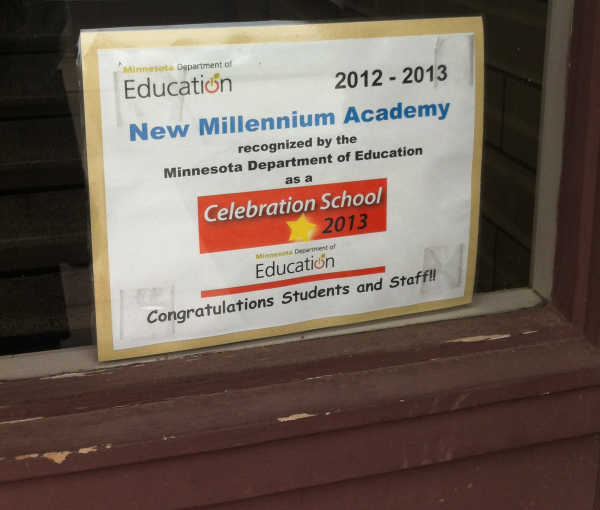 Minnesota Department of
Education
2012 - 2013
New Millennium Academy
recognized by the
Minnesota Department of Education
as a
Celebration School
2013
Minnesota Department of
Education
Congratulations Students and Staff!!